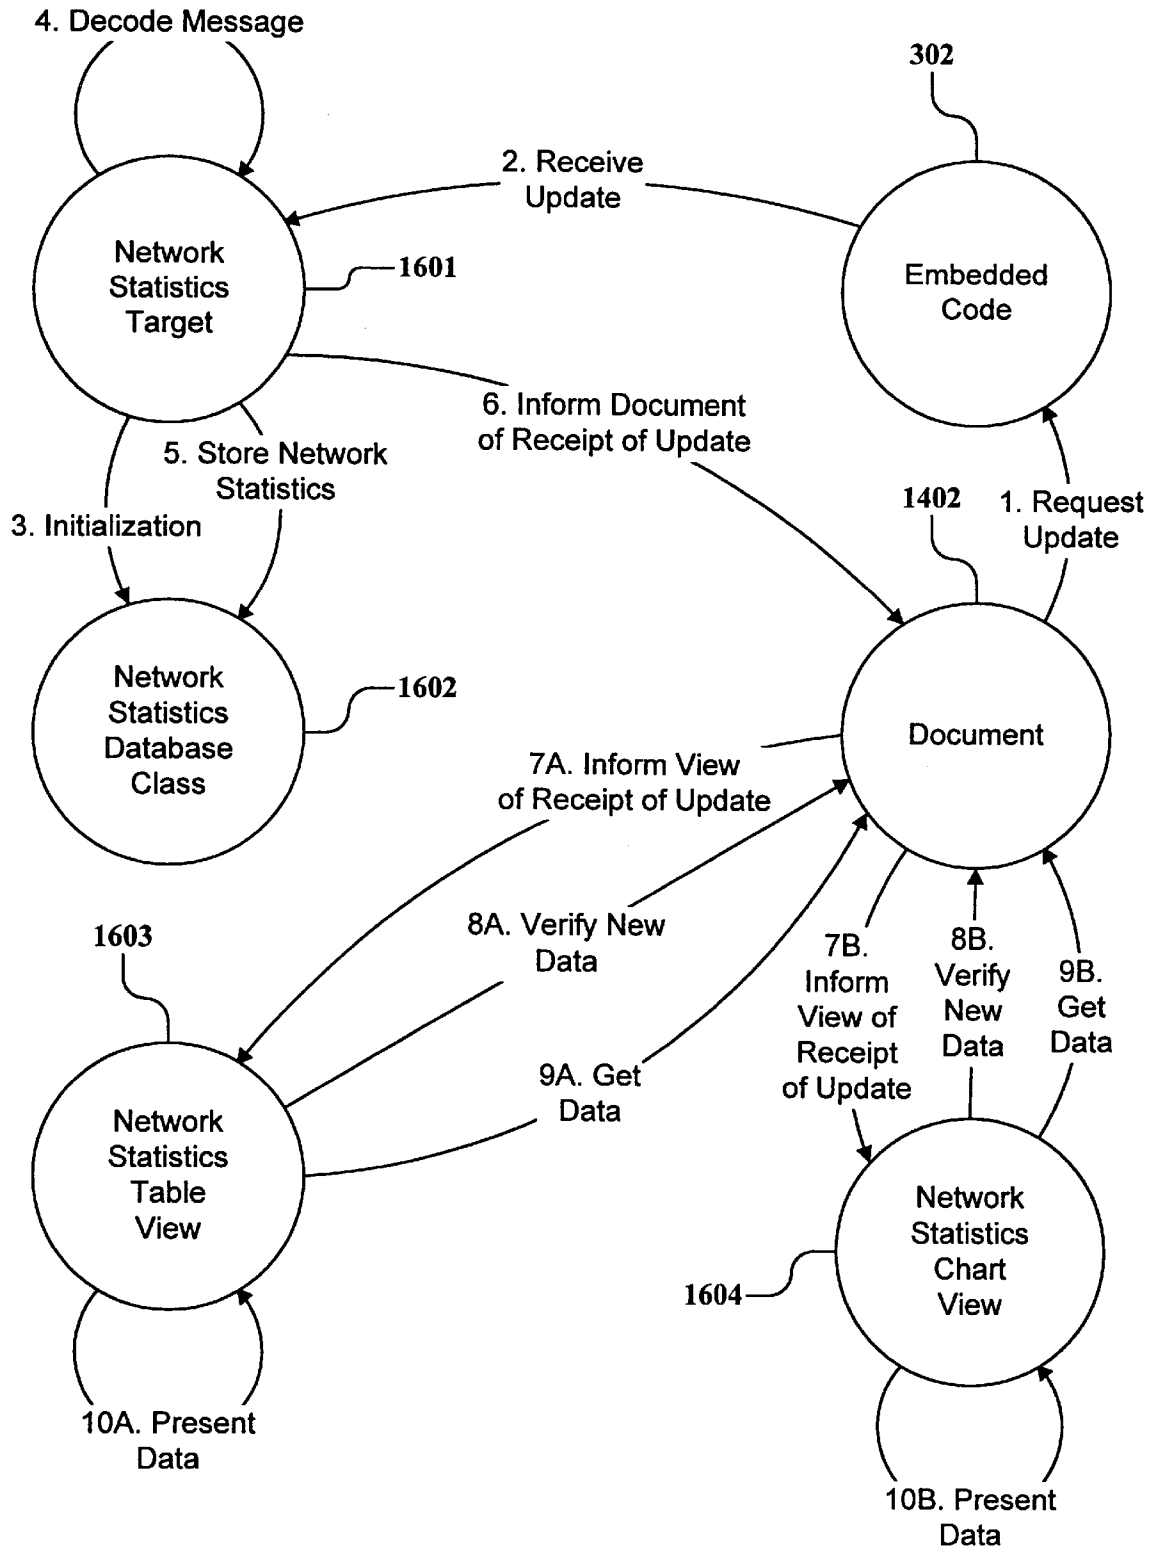 4. Decode Message
302
2. Receive
Update
Network
Statistics
Target
1601
Embedded
Code
6. Inform Document
of Receipt of Update
5. Store Network
Statistics
3. Initialization
1402
1. Request
Update
Network
Statistics
Database
Class
1602
Document
7A. Inform View
of Receipt of Update
8A. Verify New
Data
1603
7B.
Inform
View of
Receipt
of Update
8B.
Verify
New
Data
9B.
Get
Data
9A. Get
Data
Network
Statistics
Table
View
Network
Statistics
Chart
View
1604
10A. Present
Data
10B. Present
Data